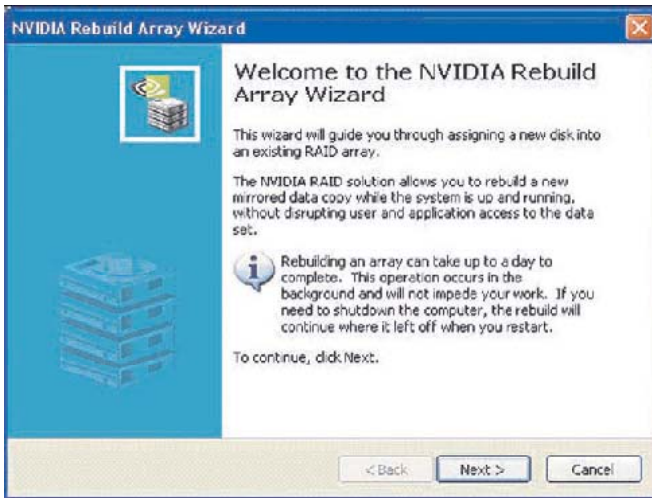 NVIDIA Rebuild Array Wizard
Welcome to the NVIDIA Rebuild
Array Wizard
This wizard will guide you through assigning a new disk into
an existing RAID array.
The NVIDIA RAID solution allows you to rebuild a new
mirrored data copy while the system is up and running,
without disrupting user and application access to the data
set.
Rebuilding an array can take up to a day to
complete. This operation occurs in the
background and will not impede your work. If you
need to shutdown the computer, the rebuild will
continue where it left off when you restart.
To continue, click Next.
< Back
Next >
Cancel